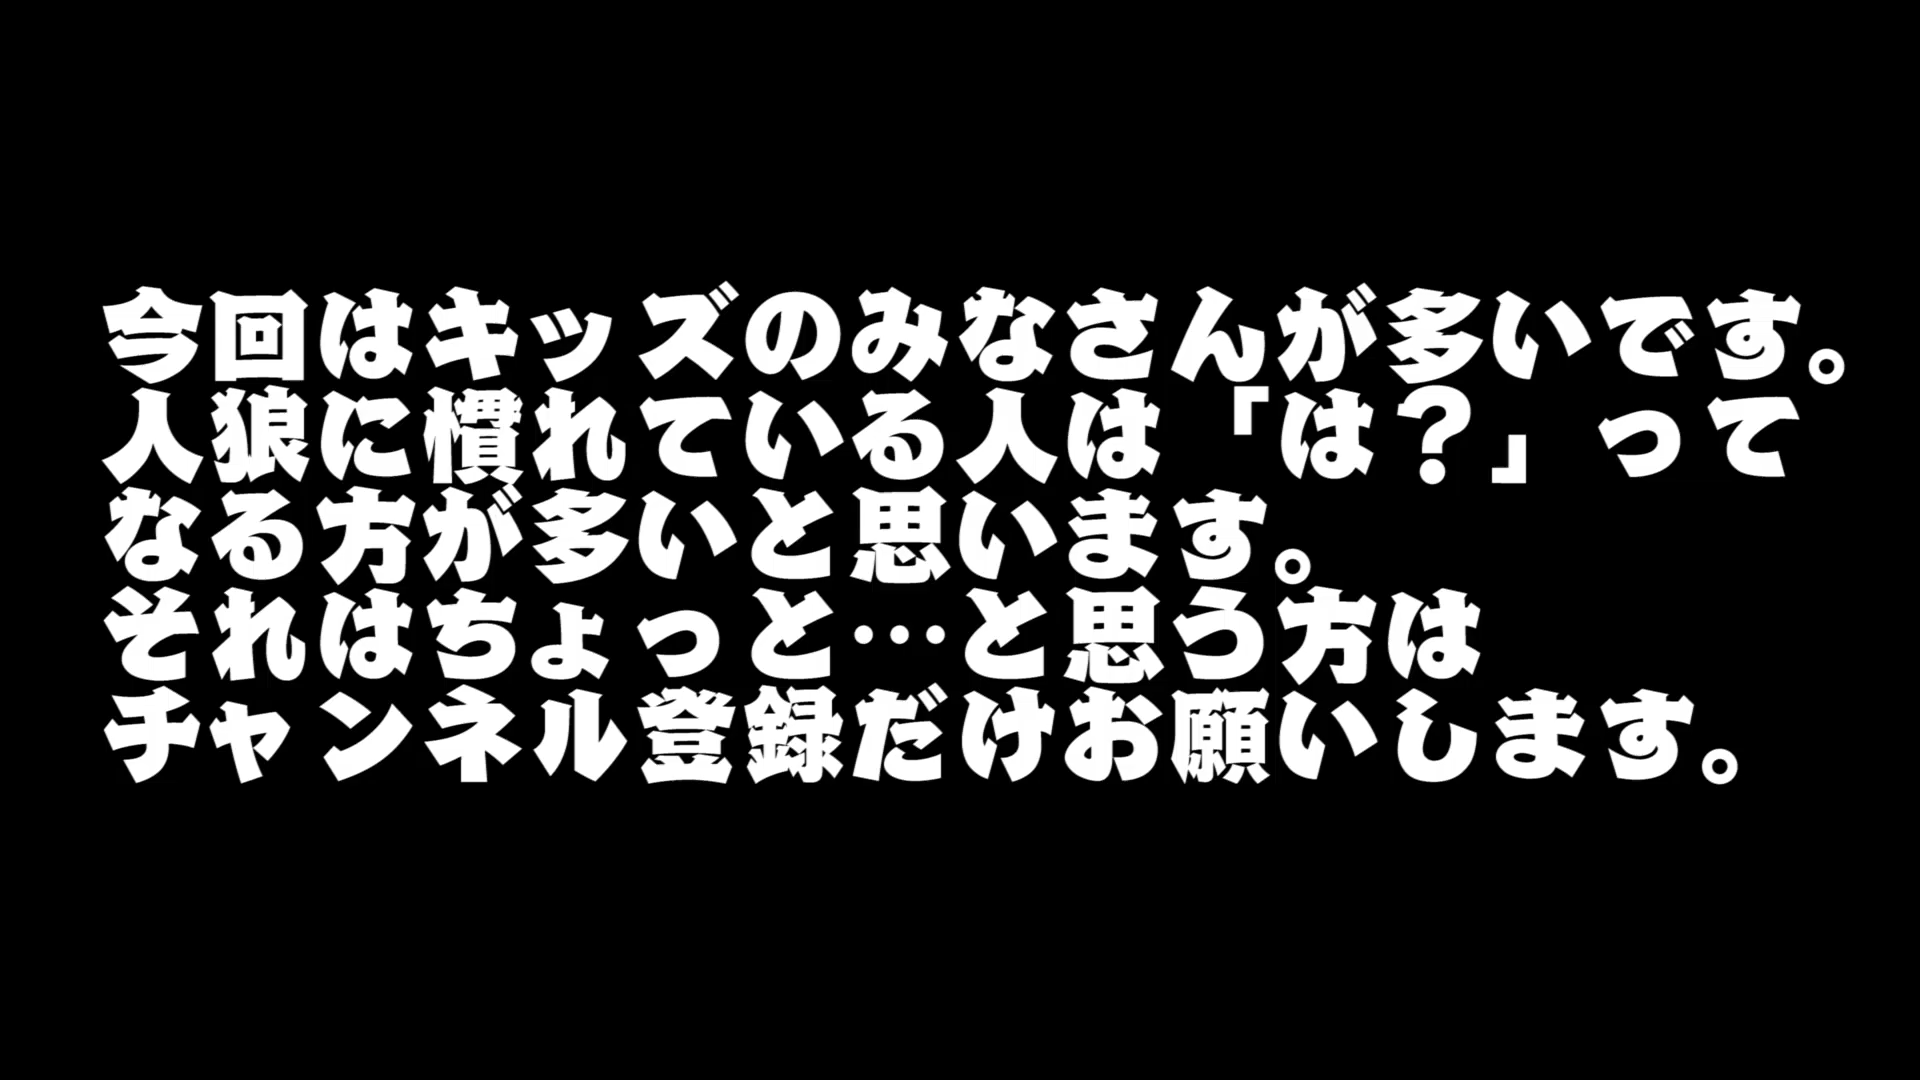 今回はキッズのみなさんが多いです。
人狼に慣れている人は「は？」って
なる方が多いと思います。
それはちょっと…と思う方は
チャンネル登録だけお願いします。